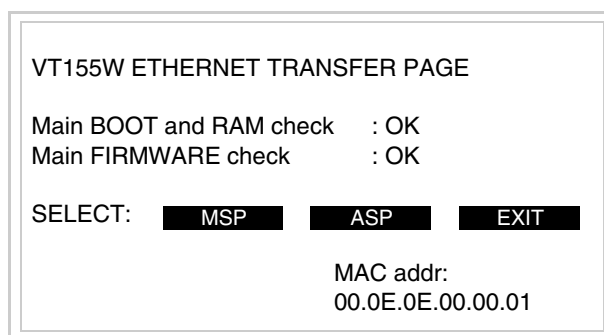 VT155W ETHERNET TRANSFER PAGE
Main BOOT and RAM check : OK
Main FIRMWARE check : OK
SELECT: MSP ASP EXIT
MAC addr:
00.0E.0E.00.00.01